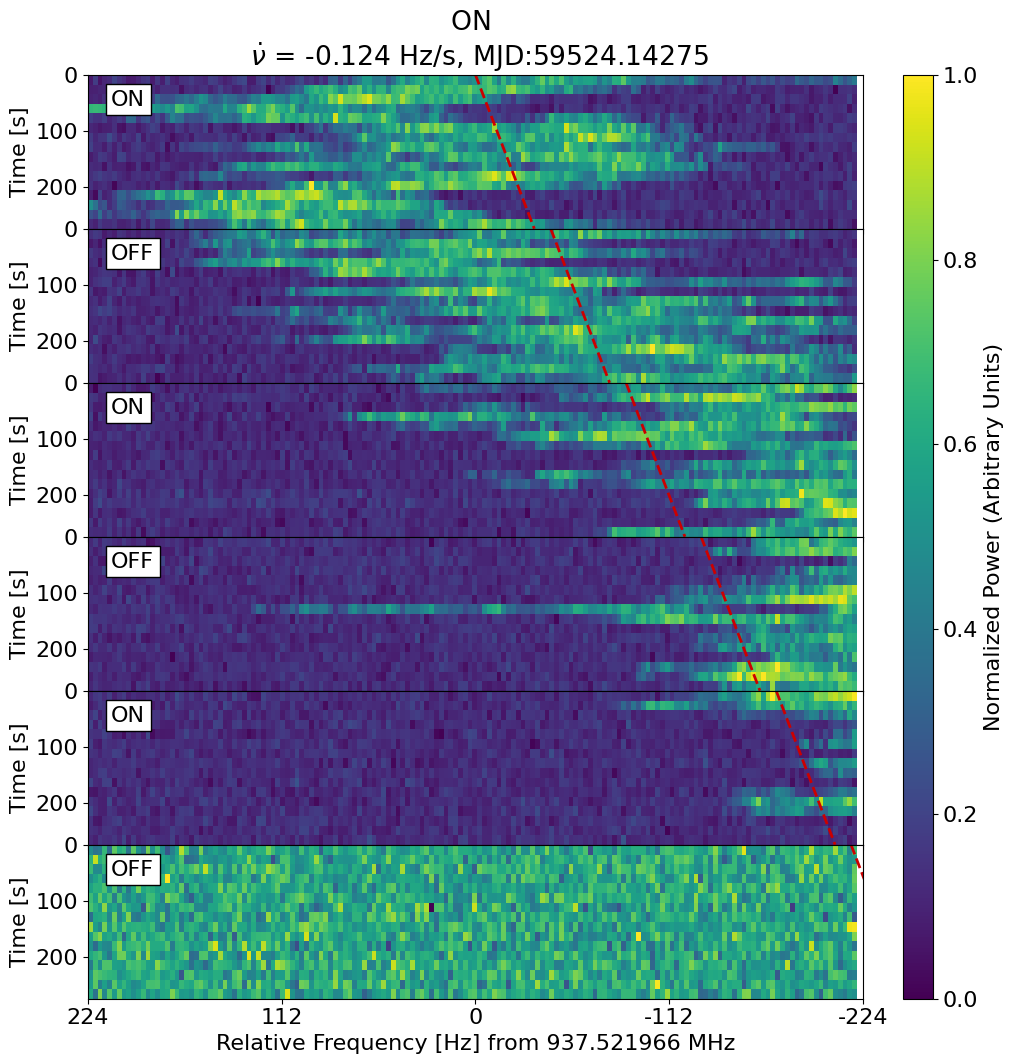 ON
ν̇ = -0.124 Hz/s, MJD:59524.14275
0
100
200
Time [s]
ON
0
100
200
Time [s]
OFF
0
100
200
Time [s]
ON
0
100
200
Time [s]
OFF
0
100
200
Time [s]
ON
0
100
200
Time [s]
OFF
224 112 0 -112 -224
Relative Frequency [Hz] from 937.521966 MHz
1.0
0.8
0.6
0.4
0.2
0.0
Normalized Power (Arbitrary Units)